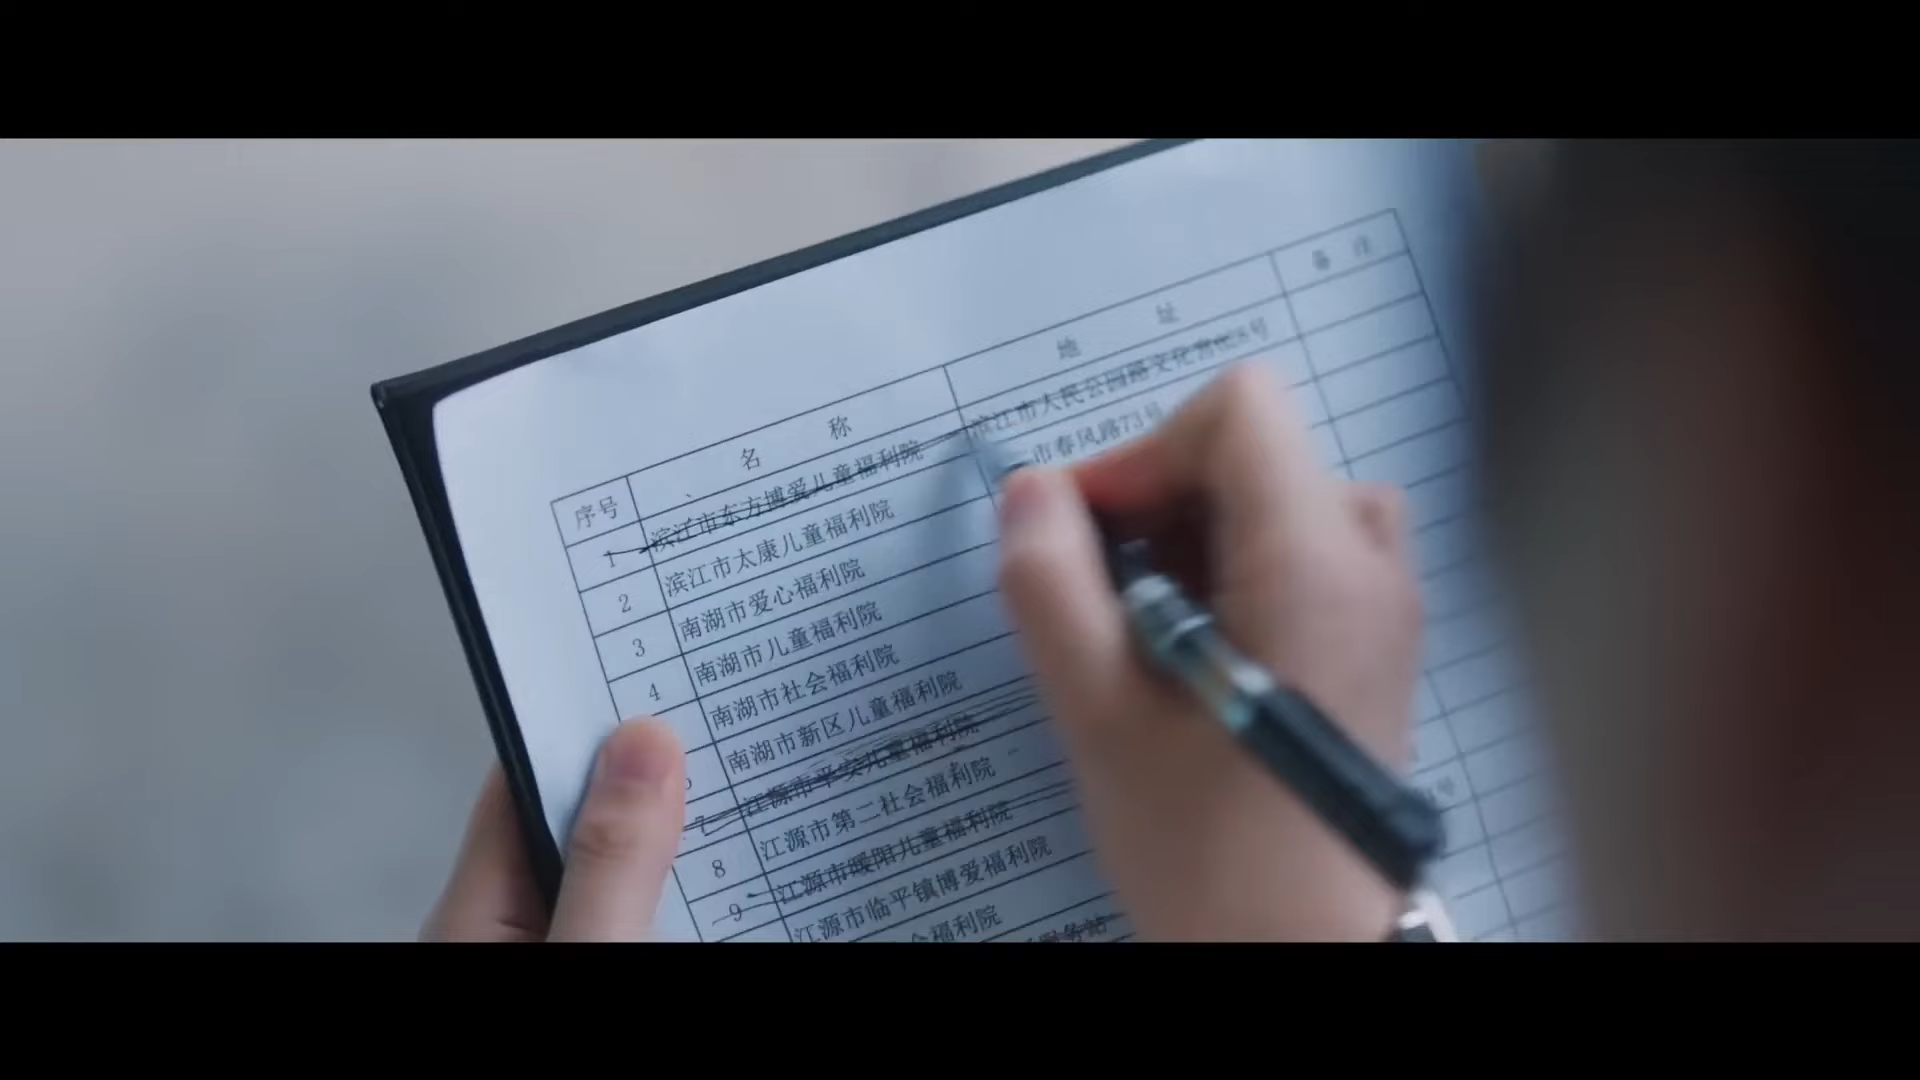 序号 名称 地址 备注
1 滨江市东方博爱儿童福利院 滨江市人民公园路文化宫
2 滨江市太康儿童福利院 市春风路73号
3 南湖市爱心福利院
4 南湖市儿童福利院
南湖市社会福利院
南湖市新区儿童福利院
7 江源市平安儿童福利院
8 江源市第二社会福利院
9 江源市暖阳儿童福利院
江源市临平镇博爱福利院
会福利院
服务站
号